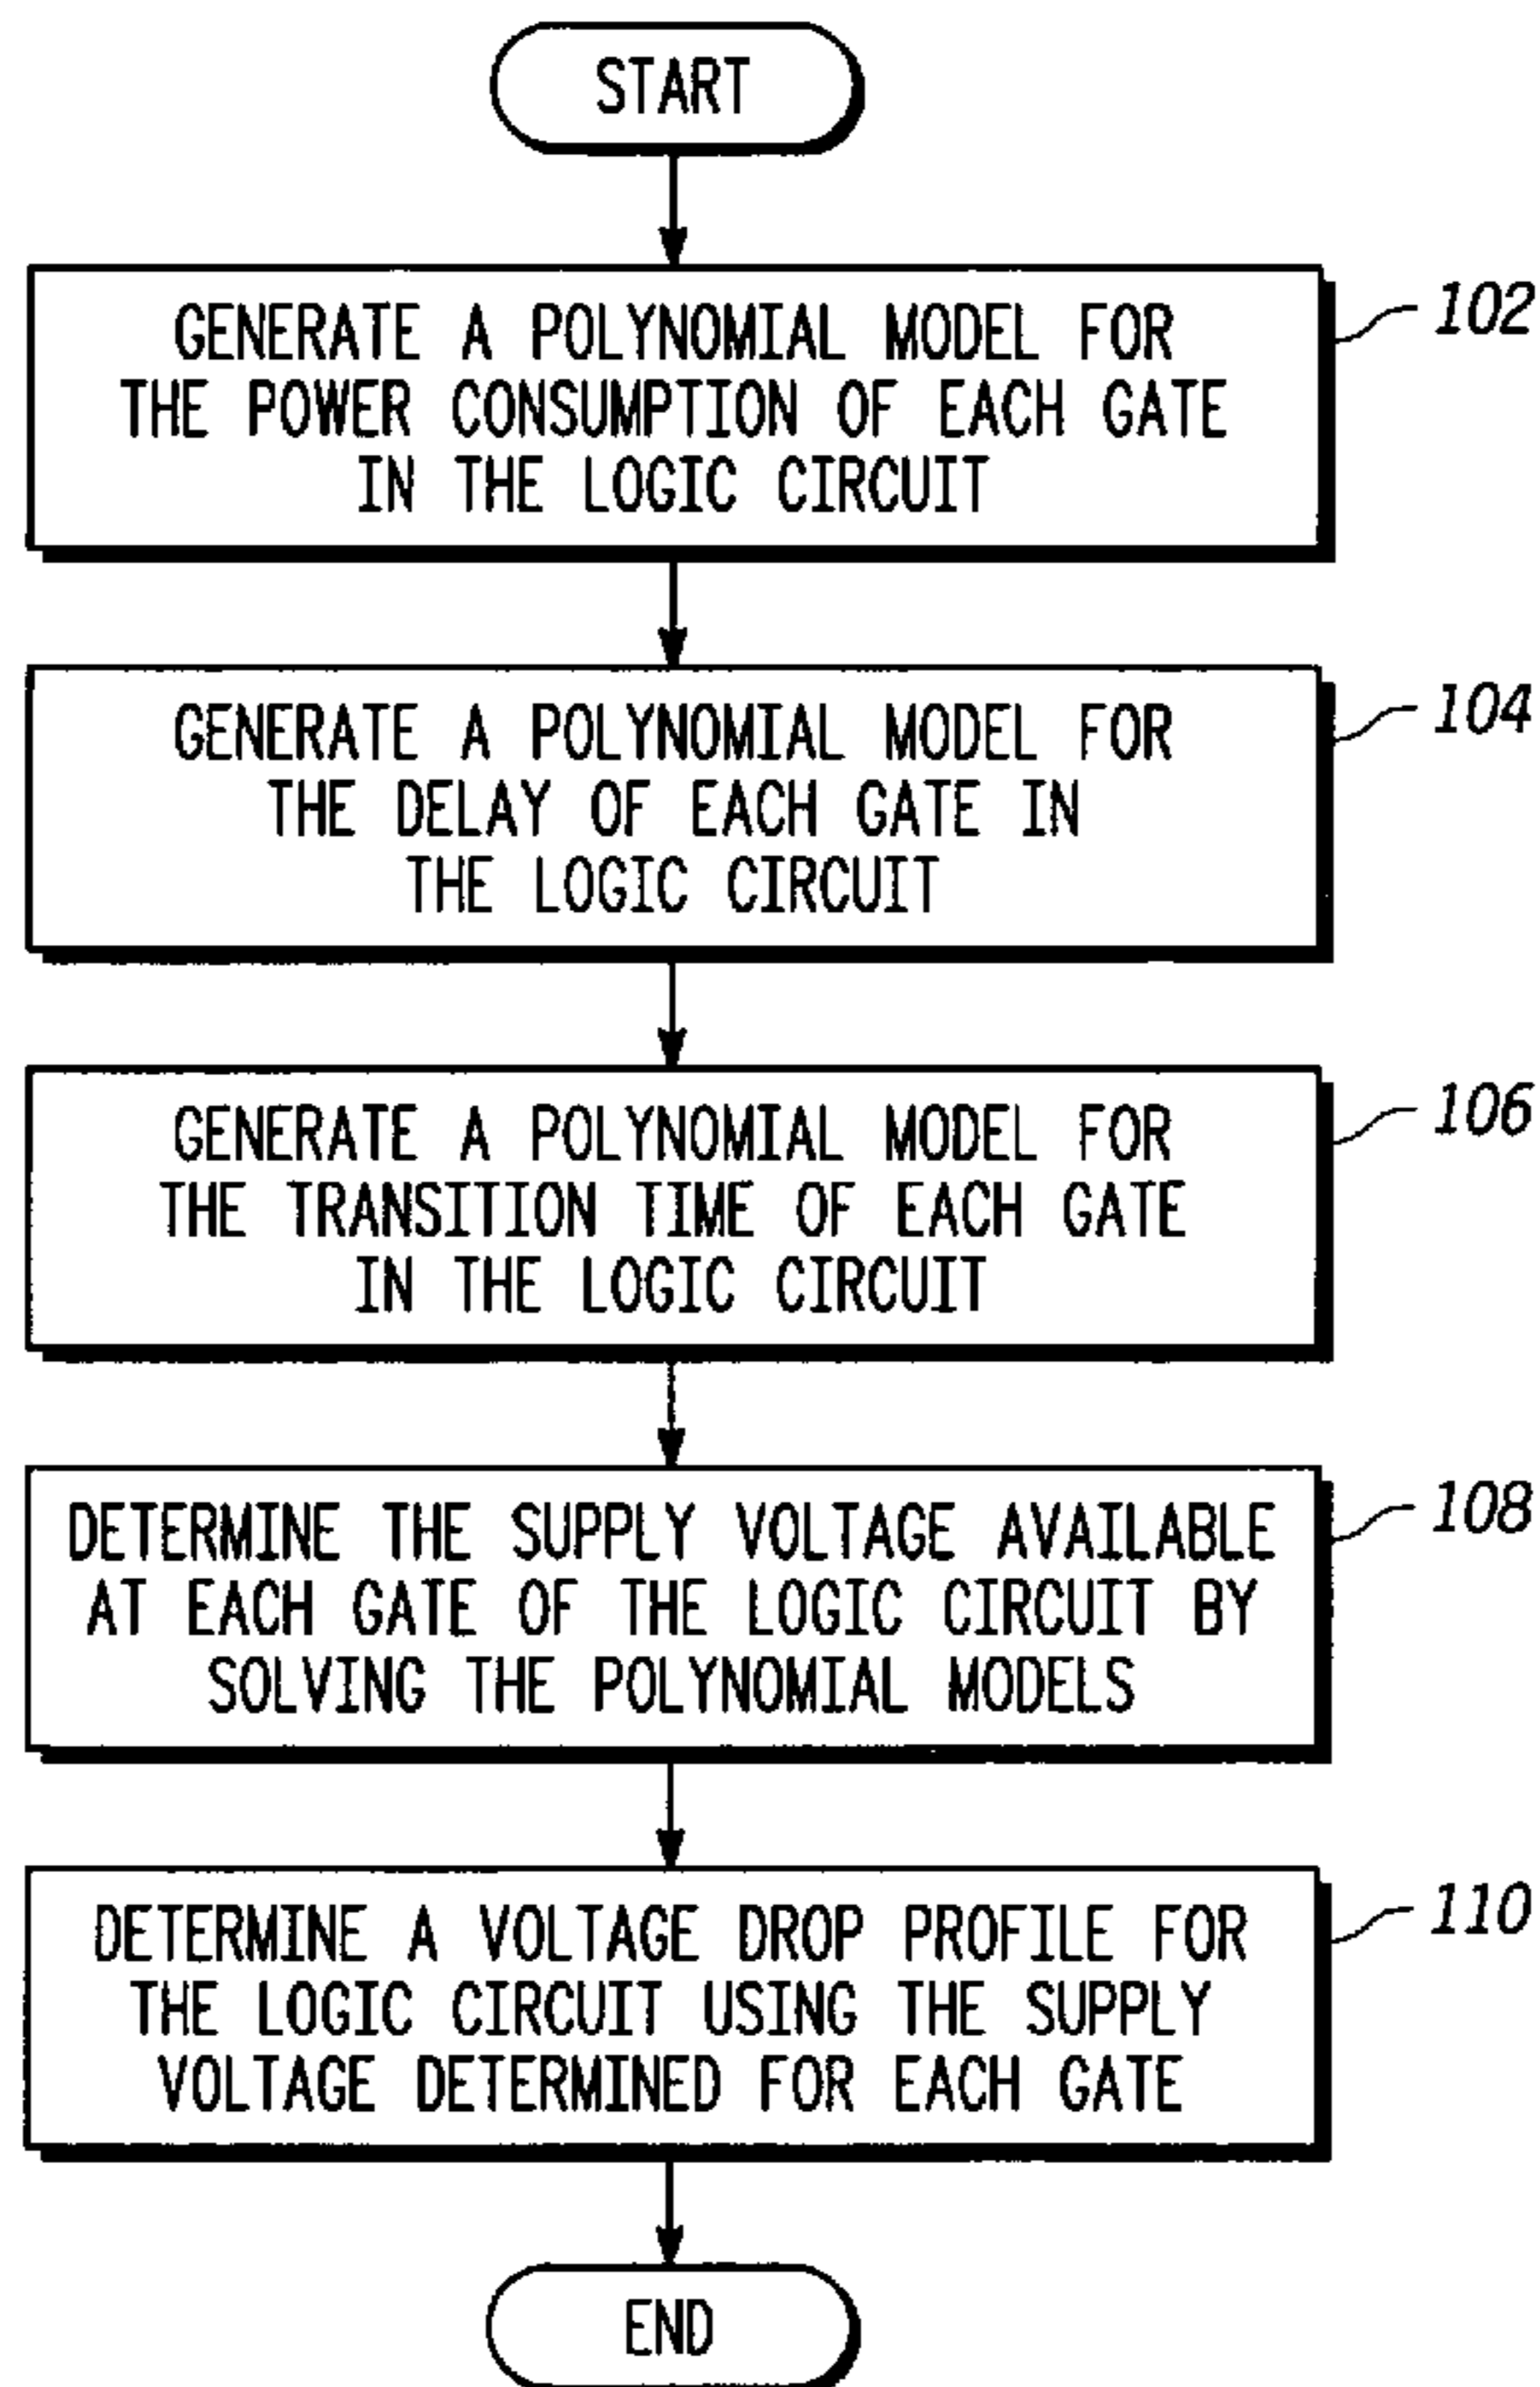 START
GENERATE A POLYNOMIAL MODEL FOR
THE POWER CONSUMPTION OF EACH GATE
IN THE LOGIC CIRCUIT
102
GENERATE A POLYNOMIAL MODEL FOR
THE DELAY OF EACH GATE IN
THE LOGIC CIRCUIT
104
GENERATE A POLYNOMIAL MODEL FOR
THE TRANSITION TIME OF EACH GATE
IN THE LOGIC CIRCUIT
106
DETERMINE THE SUPPLY VOLTAGE AVAILABLE
AT EACH GATE OF THE LOGIC CIRCUIT BY
SOLVING THE POLYNOMIAL MODELS
108
DETERMINE A VOLTAGE DROP PROFILE FOR
THE LOGIC CIRCUIT USING THE SUPPLY
VOLTAGE DETERMINED FOR EACH GATE
110
END